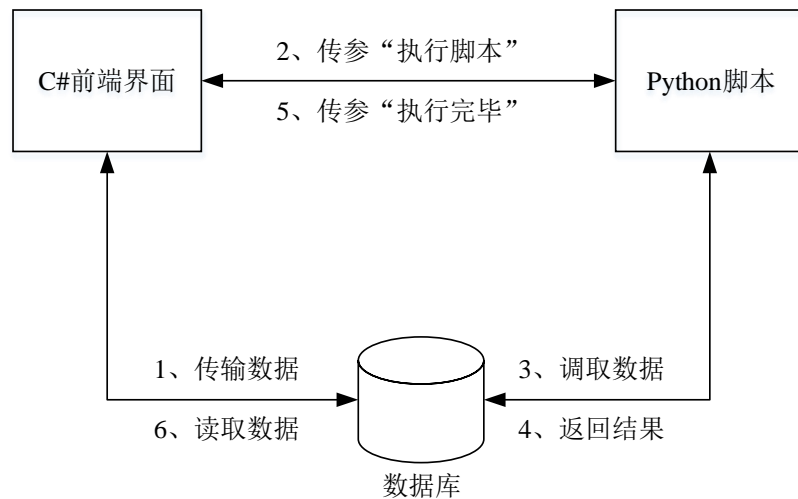 2、传参“执行脚本”
C#前端界面
Python脚本
5、传参“执行完毕”
1、传输数据
3、调取数据
6、读取数据
4、返回结果
数据库